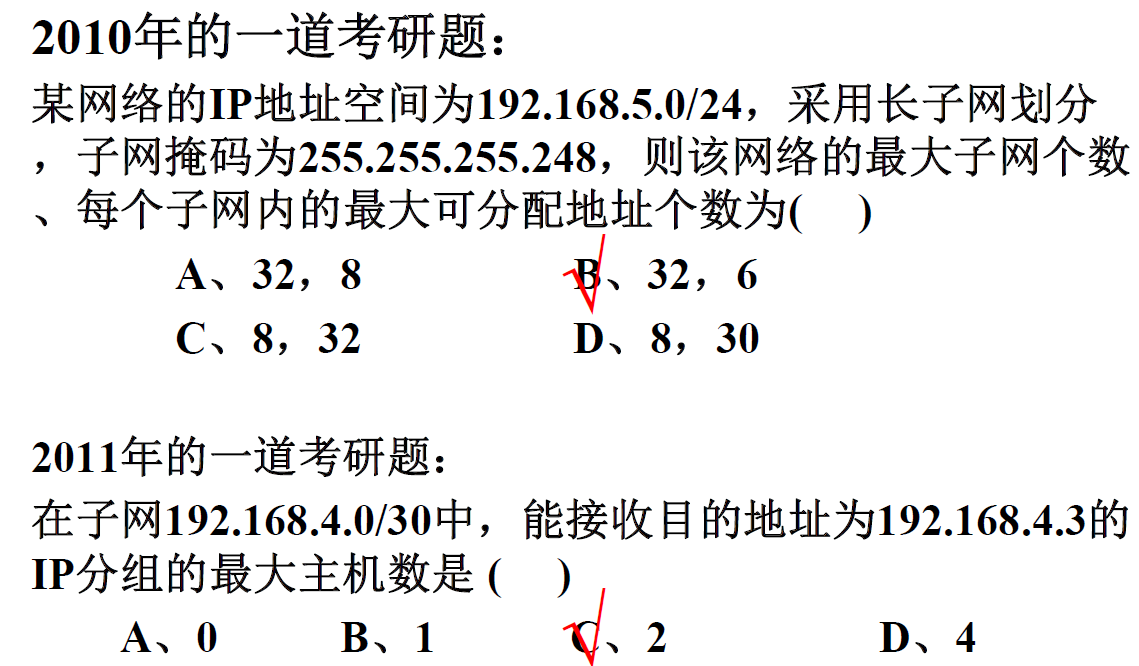 2010年的一道考研题：
某网络的IP地址空间为192.168.5.0/24，采用长子网划分
，子网掩码为255.255.255.248，则该网络的最大子网个数
、每个子网内的最大可分配地址个数为(    )
A、32，8    B、32，6
C、8，32    D、8，30
2011年的一道考研题：
在子网192.168.4.0/30中，能接收目的地址为192.168.4.3的
IP分组的最大主机数是 (    )
A、0    B、1    C、2    D、4